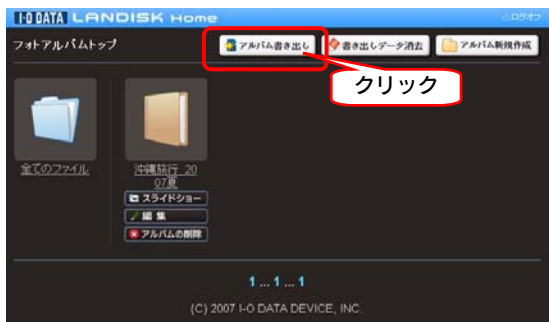 I-O DATA LANDISK Home
ログオフ
フォトアルバムトップ
アルバム書き出し
書き出しデータ消去
アルバム新規作成
クリック
全てのファイル
沖縄旅行_20
07夏
スライドショー
編 集
アルバムの削除
1 ... 1 ... 1
(C) 2007 I-O DATA DEVICE, INC.